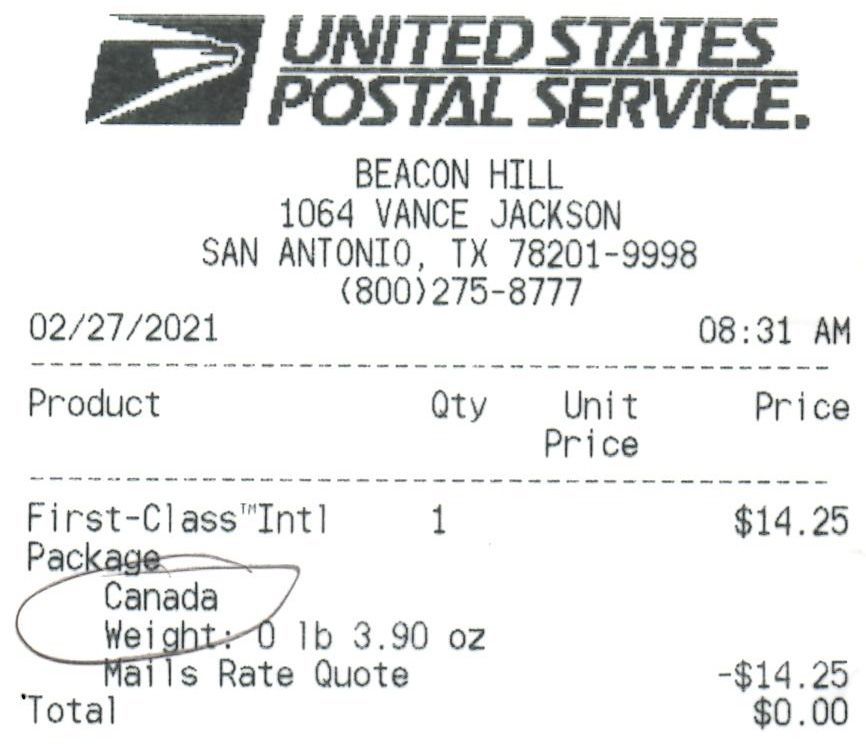 UNITED STATES
POSTAL SERVICE.
BEACON HILL
1064 VANCE JACKSON
SAN ANTONIO, TX 78201-9998
(800)275-8777
02/27/2021 08:31 AM
Product Qty Unit Price
Price
First-Class™Intl 1 $14.25
Package
Canada
Weight: 0 lb 3.90 oz
Mails Rate Quote -$14.25
Total $0.00